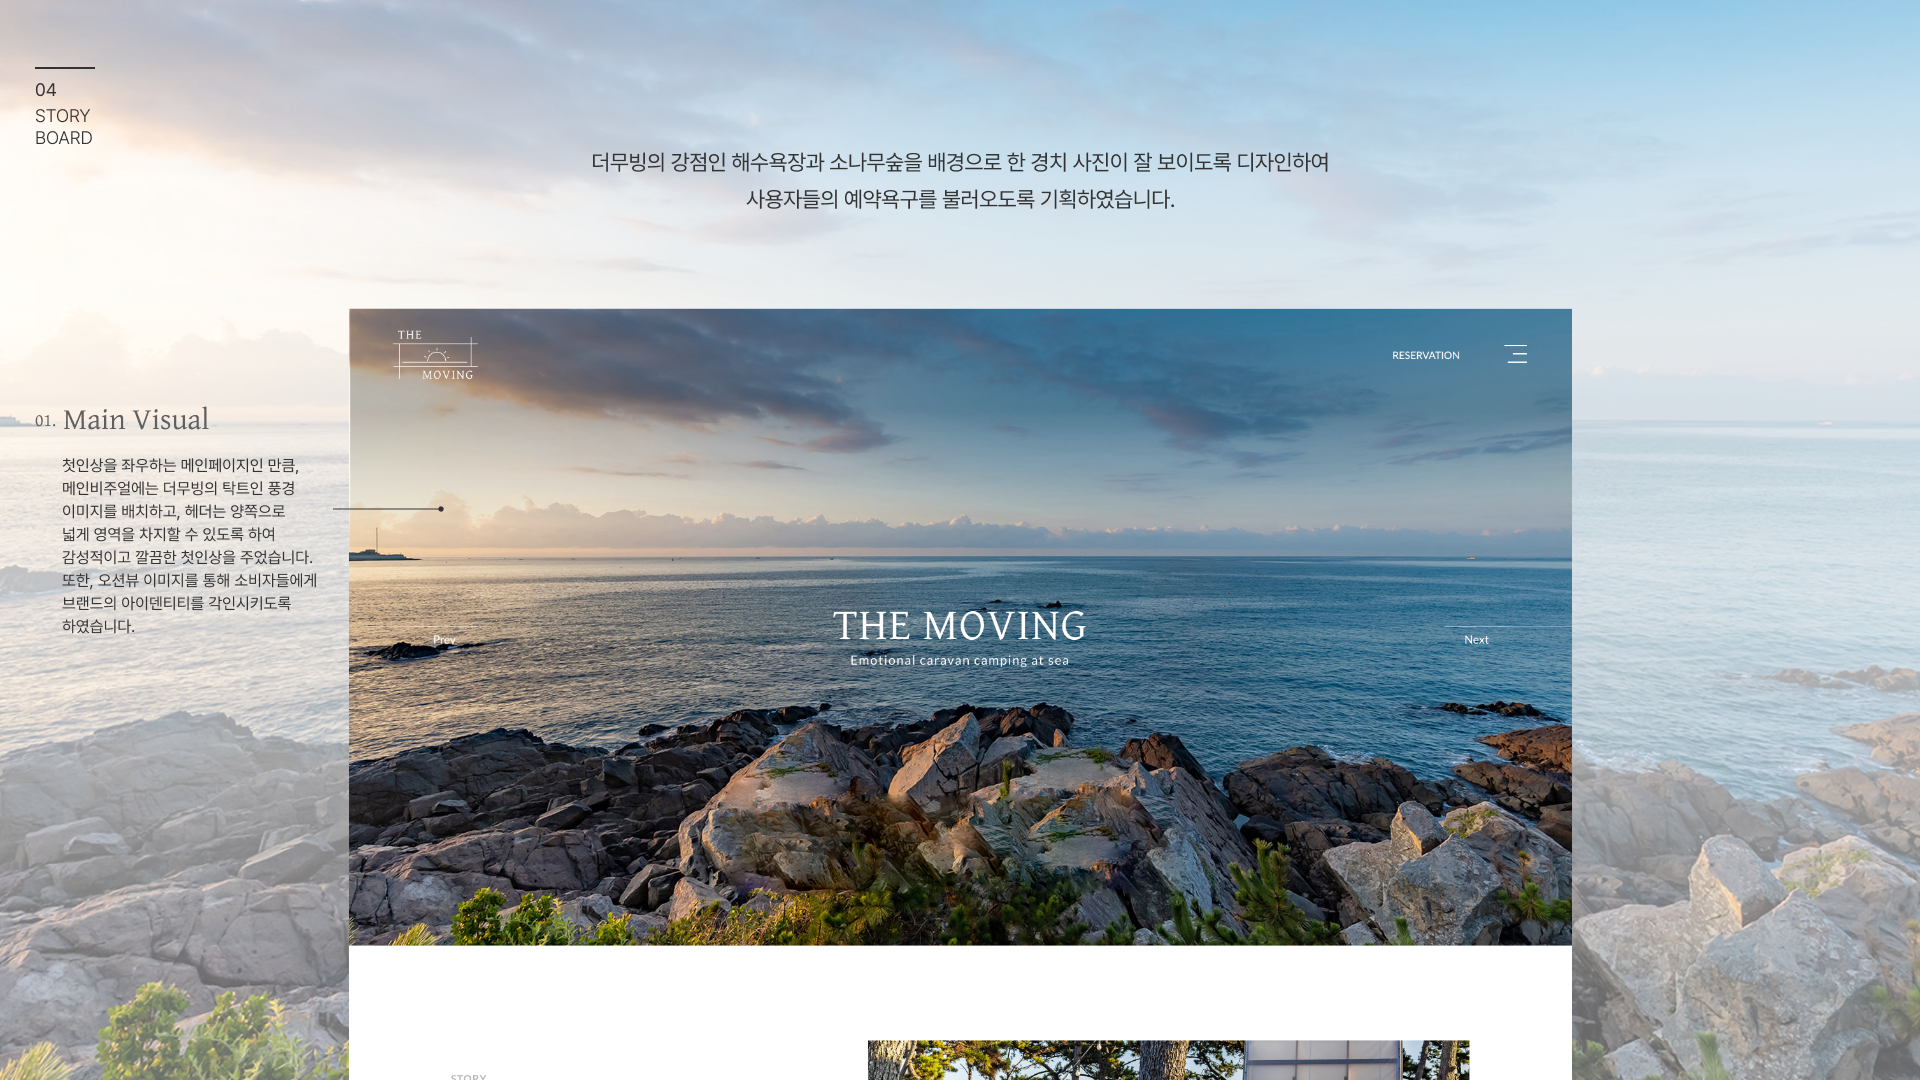 04
STORY
BOARD
더무빙의 강점인 해수욕장과 소나무숲을 배경으로 한 경치 사진이 잘 보이도록 디자인하여
사용자들의 예약욕구를 불러오도록 기획하였습니다.
THE
MOVING
RESERVATION
01. Main Visual
첫인상을 좌우하는 메인페이지인 만큼,
메인비주얼에는 더무빙의 탁트인 풍경
이미지를 배치하고, 헤더는 양쪽으로
넓게 영역을 차지할 수 있도록 하여
감성적이고 깔끔한 첫인상을 주었습니다.
또한, 오션뷰 이미지를 통해 소비자들에게
브랜드의 아이덴티티를 각인시키도록
하였습니다.
Prev
THE MOVING
Emotional caravan camping at sea
Next
STORY